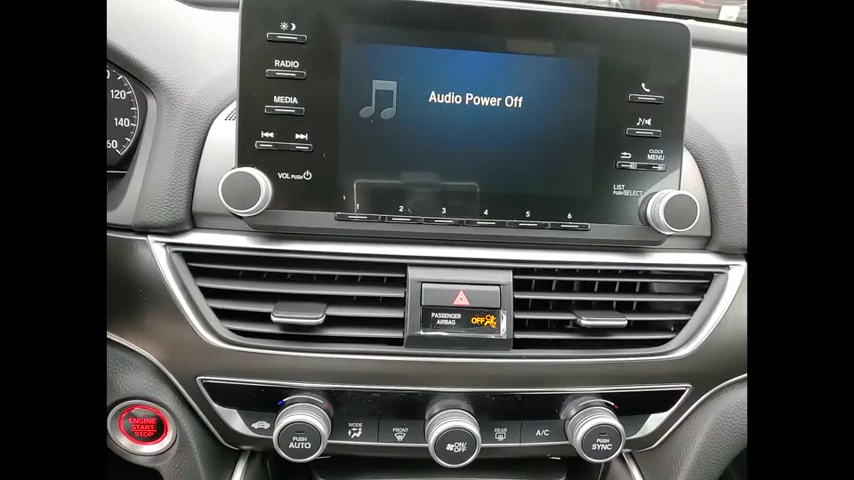 120
140
60
RADIO
MEDIA
VOL PUSH
Audio Power Off
CLOCK
MENU
LIST
PUSH SELECT
1 2 3 4 5 6
PASSENGER
AIRBAG
OFF
ENGINE
START
STOP
PUSH
AUTO
MODE
FRONT
ON/
OFF
REAR
A/C
PUSH
SYNC